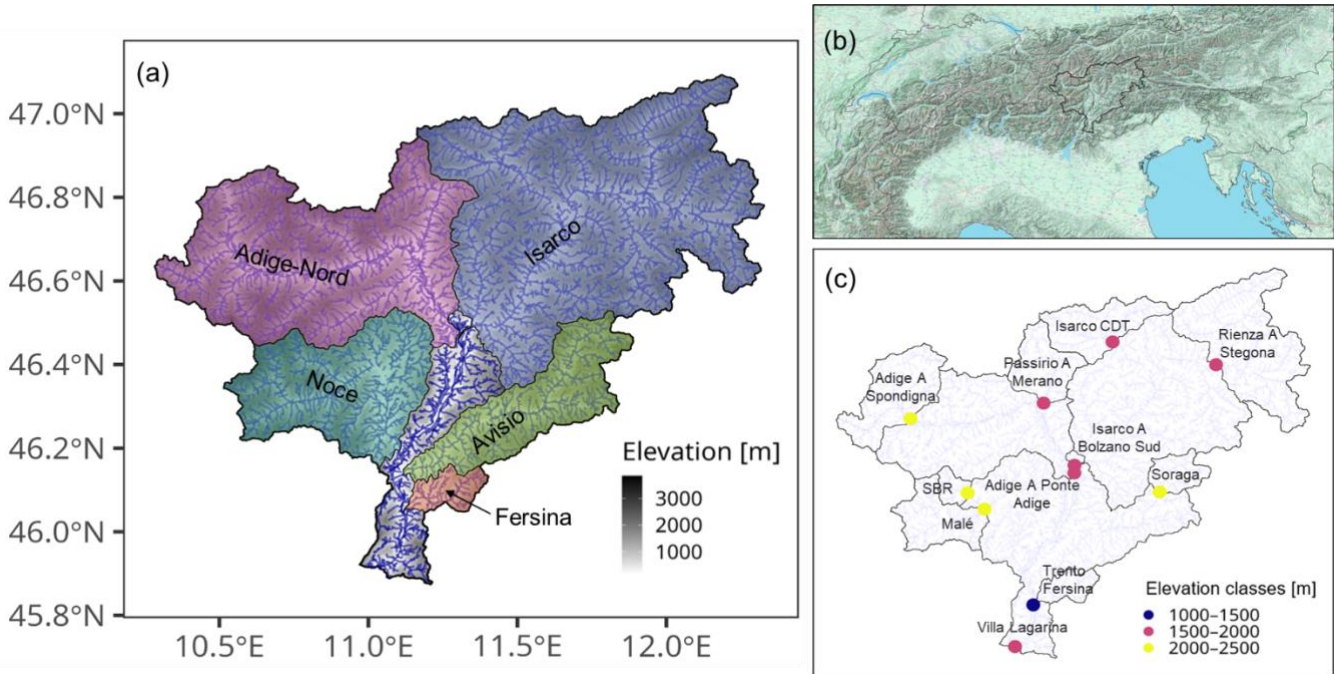 (a)
47.0°N
46.8°N
46.6°N
46.4°N
46.2°N
46.0°N
45.8°N
10.5°E
11.0°E
11.5°E
12.0°E
Adige-Nord
Isarco
Noce
Avisio
Fersina
Elevation [m]
3000
2000
1000
(b)
(c)
Isarco CDT
Rienza A
Stegona
Passirio A
Merano
Adige A
Spondigna
Isarco A
Bolzano Sud
Soraga
SBR
Adige A Ponte
Adige
Malé
Trento
Fersina
Villa Lagarina
Elevation classes [m]
1000–1500
1500–2000
2000–2500